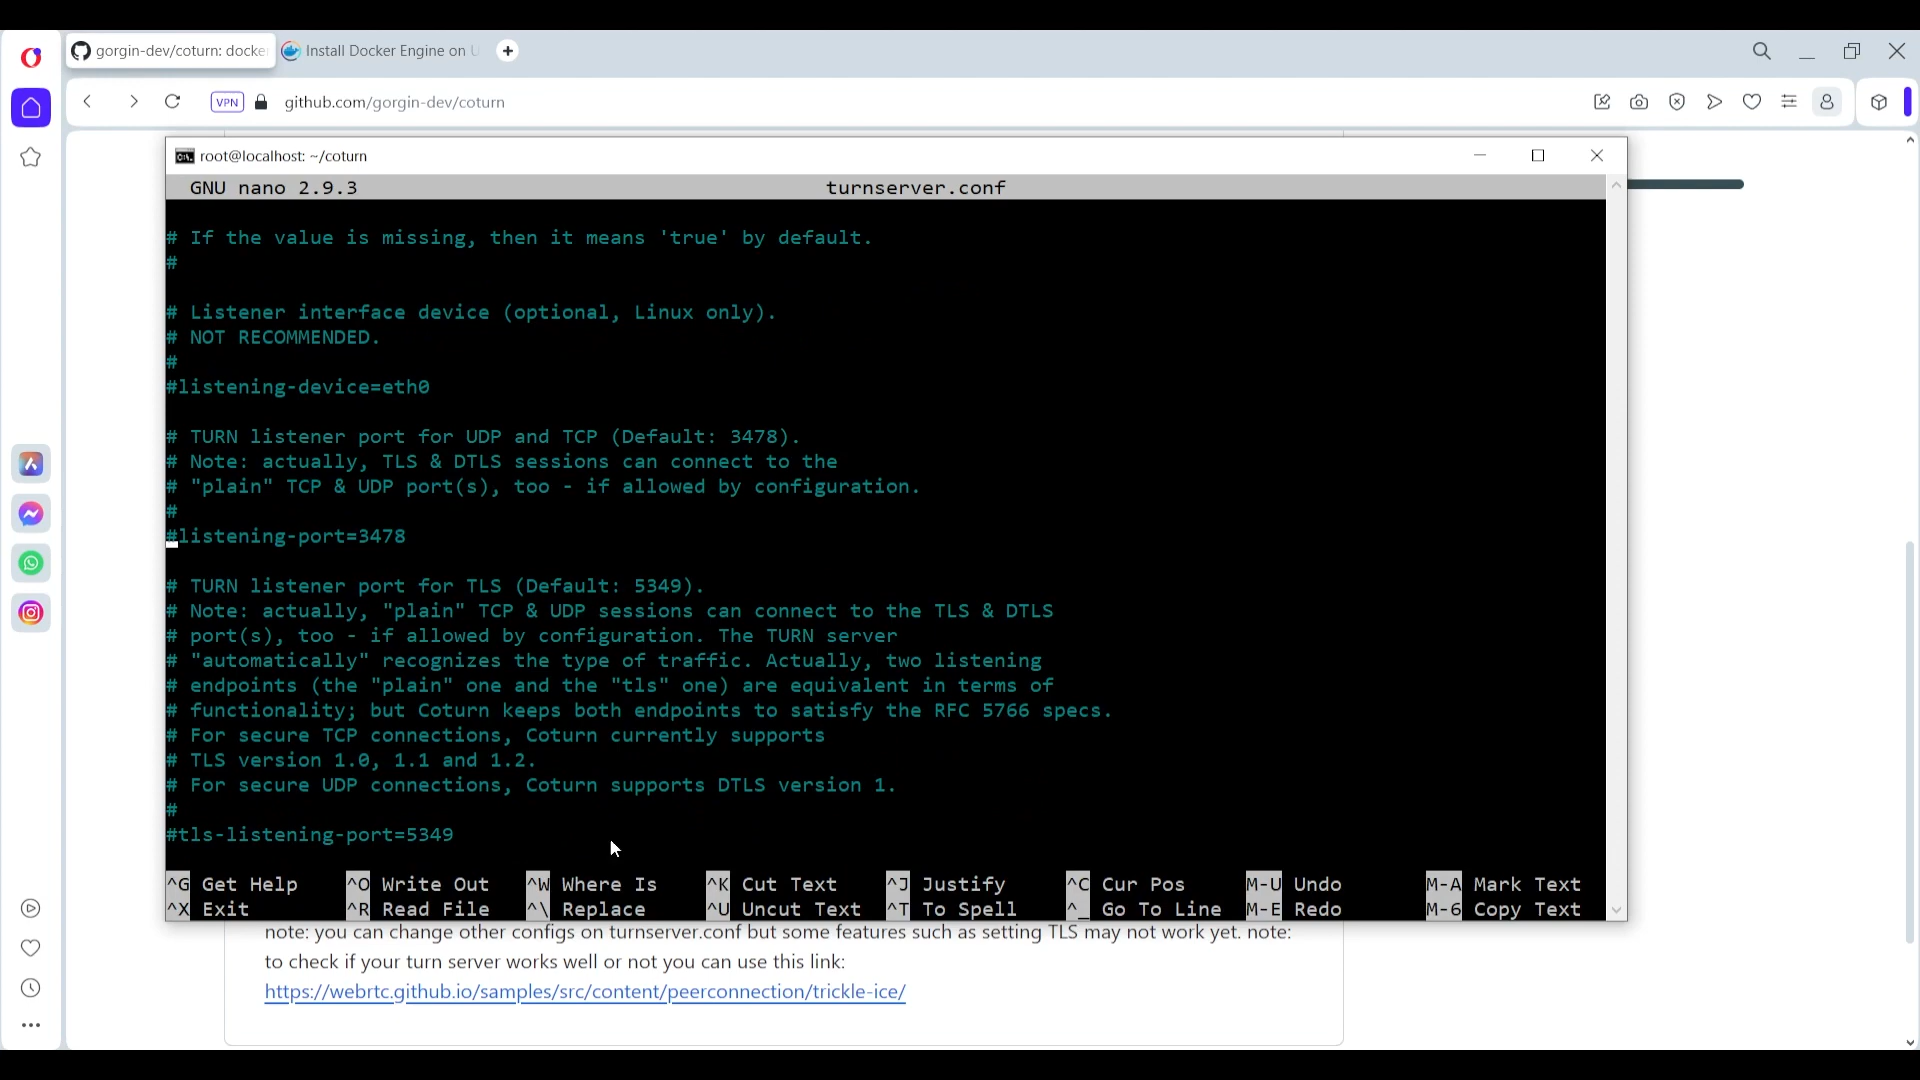 gorgin-dev/coturn: docke
Install Docker Engine on U
VPN
github.com/gorgin-dev/coturn
root@localhost: ~/coturn
GNU nano 2.9.3 turnserver.conf
# If the value is missing, then it means 'true' by default.
#
# Listener interface device (optional, Linux only).
# NOT RECOMMENDED.
#
#listening-device=eth0
# TURN listener port for UDP and TCP (Default: 3478).
# Note: actually, TLS & DTLS sessions can connect to the
# "plain" TCP & UDP port(s), too - if allowed by configuration.
#
#listening-port=3478
# TURN listener port for TLS (Default: 5349).
# Note: actually, "plain" TCP & UDP sessions can connect to the TLS & DTLS
# port(s), too - if allowed by configuration. The TURN server
# "automatically" recognizes the type of traffic. Actually, two listening
# endpoints (the "plain" one and the "tls" one) are equivalent in terms of
# functionality; but Coturn keeps both endpoints to satisfy the RFC 5766 specs.
# For secure TCP connections, Coturn currently supports
# TLS version 1.0, 1.1 and 1.2.
# For secure UDP connections, Coturn supports DTLS version 1.
#
#tls-listening-port=5349
^G Get Help ^O Write Out ^W Where Is ^K Cut Text ^J Justify ^C Cur Pos M-U Undo M-A Mark Text
^X Exit ^R Read File ^\ Replace ^U Uncut Text ^T To Spell ^_ Go To Line M-E Redo M-6 Copy Text
note: you can change other configs on turnserver.conf but some features such as setting TLS may not work yet. note:
to check if your turn server works well or not you can use this link:
https://webrtc.github.io/samples/src/content/peerconnection/trickle-ice/